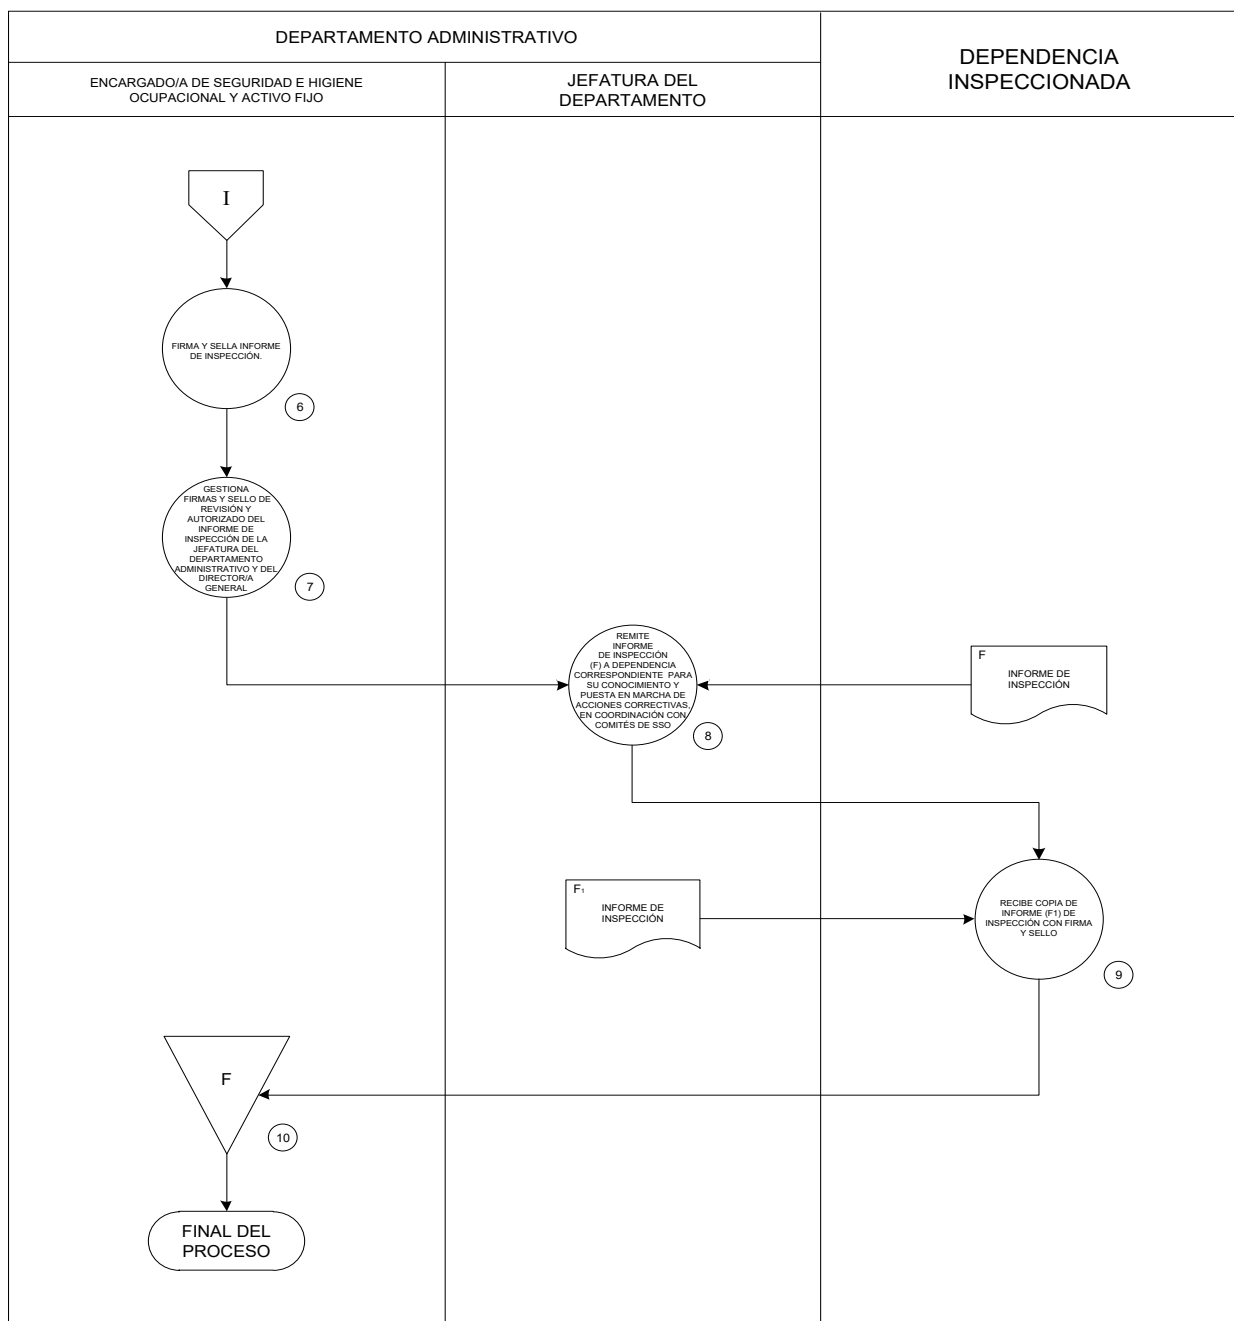 DEPARTAMENTO ADMINISTRATIVO
DEPENDENCIA
INSPECCIONADA
ENCARGADO/A DE SEGURIDAD E HIGIENE
OCUPACIONAL Y ACTIVO FIJO
JEFATURA DEL
DEPARTAMENTO
I
FIRMA Y SELLA INFORME
DE INSPECCIÓN.
6
GESTIONA
FIRMAS Y SELLO DE
REVISIÓN Y
AUTORIZADO DEL
INFORME DE
INSPECCIÓN DE LA
JEFATURA DEL
DEPARTAMENTO
ADMINISTRATIVO Y DEL
DIRECTOR/A
GENERAL
7
REMITE
INFORME
DE INSPECCIÓN
(F) A DEPENDENCIA
CORRESPONDIENTE PARA
SU CONOCIMIENTO Y
PUESTA EN MARCHA DE
ACCIONES CORRECTIVAS,
EN COORDINACIÓN CON
COMITÉS DE SSO
8
F
INFORME DE
INSPECCIÓN
F1
INFORME DE
INSPECCIÓN
RECIBE COPIA DE
INFORME (F1) DE
INSPECCIÓN CON FIRMA
Y SELLO
9
F
10
FINAL DEL
PROCESO